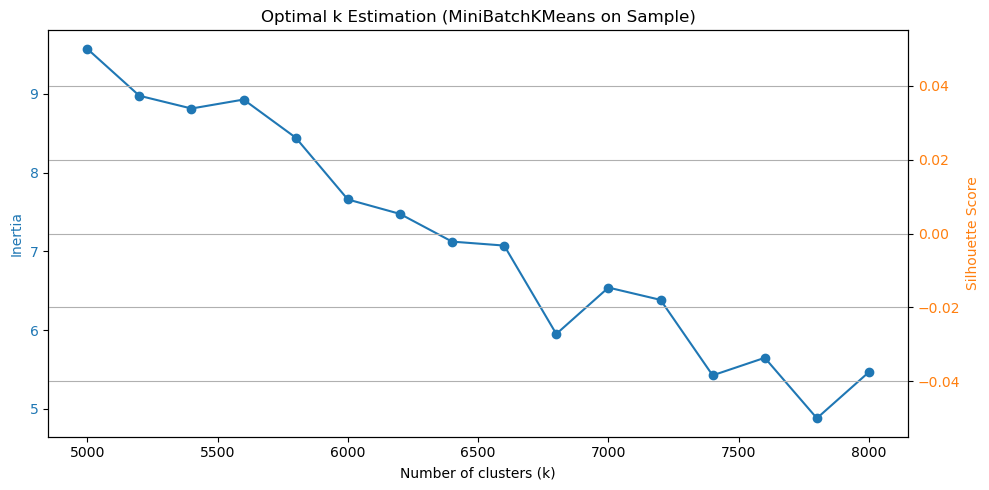 Optimal k Estimation (MiniBatchKMeans on Sample)
9
8
7
6
5
Inertia
0.04
0.02
0.00
−0.02
−0.04
Silhouette Score
5000 5500 6000 6500 7000 7500 8000
Number of clusters (k)